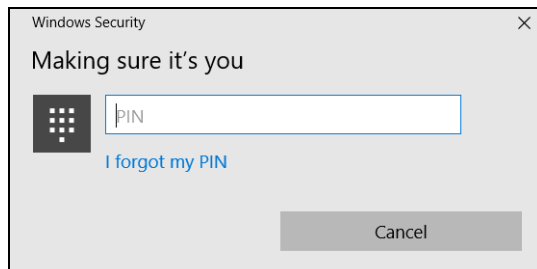 Windows Security
Making sure it's you
PIN
I forgot my PIN
Cancel